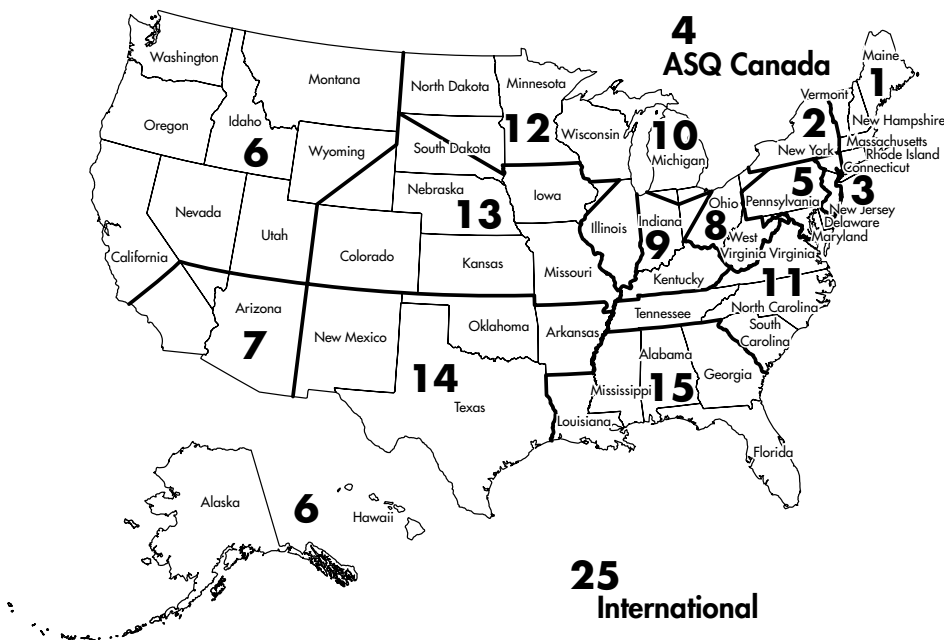 4
ASQ Canada
Maine
1
Washington
Montana
North Dakota
Minnesota
Vermont
2
New Hampshire
Oregon
Idaho
6
12
Wisconsin
10
Michigan
Massachusetts
Rhode Island
Connecticut
New York
Wyoming
South Dakota
Nebraska
13
Iowa
5
Pennsylvania
3
New Jersey
Delaware
Maryland
Ohio
8
Nevada
Utah
Colorado
Kansas
Missouri
Illinois
Indiana
9
West
Virginia
Virginia
California
Kentucky
11
North Carolina
Arizona
7
New Mexico
Oklahoma
Arkansas
Tennessee
South
Carolina
14
Texas
Alabama
Mississippi
15
Georgia
Louisiana
Florida
Alaska
6
Hawaii
25
International